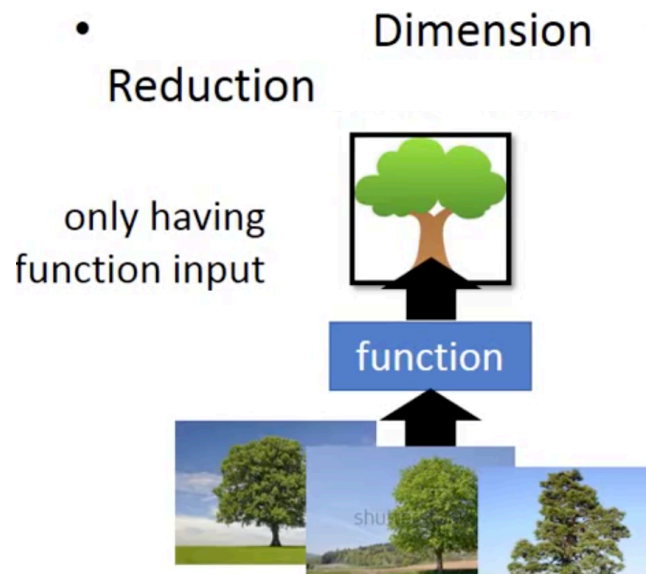 • Dimension
Reduction
only having
function input
function